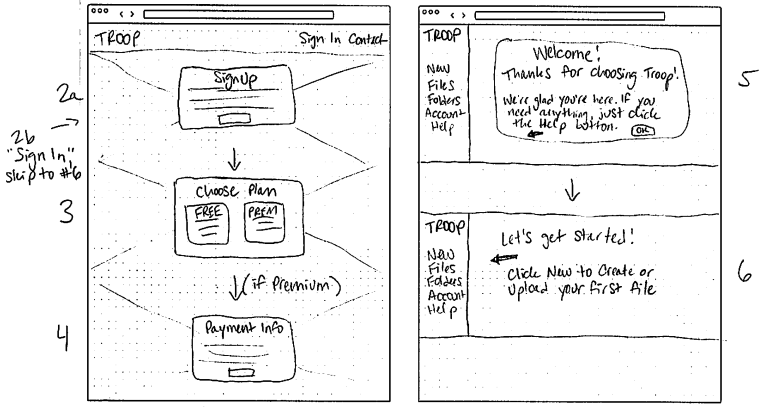 TROOP
Sign In Contact
2a
Sign Up
2b
"Sign In"
skip to #6
3
Choose Plan
FREE
PREM
(if Premium)
4
Payment Info
TROOP
New
Files
Folders
Account
Help
Welcome!
Thanks for choosing Troop!
We're glad you're here. If you
need anything, just click
the Help button.
OK
5
TROOP
New
Files
Folders
Account
Help
Let's get started!
Click New to Create or
Upload your first file
6